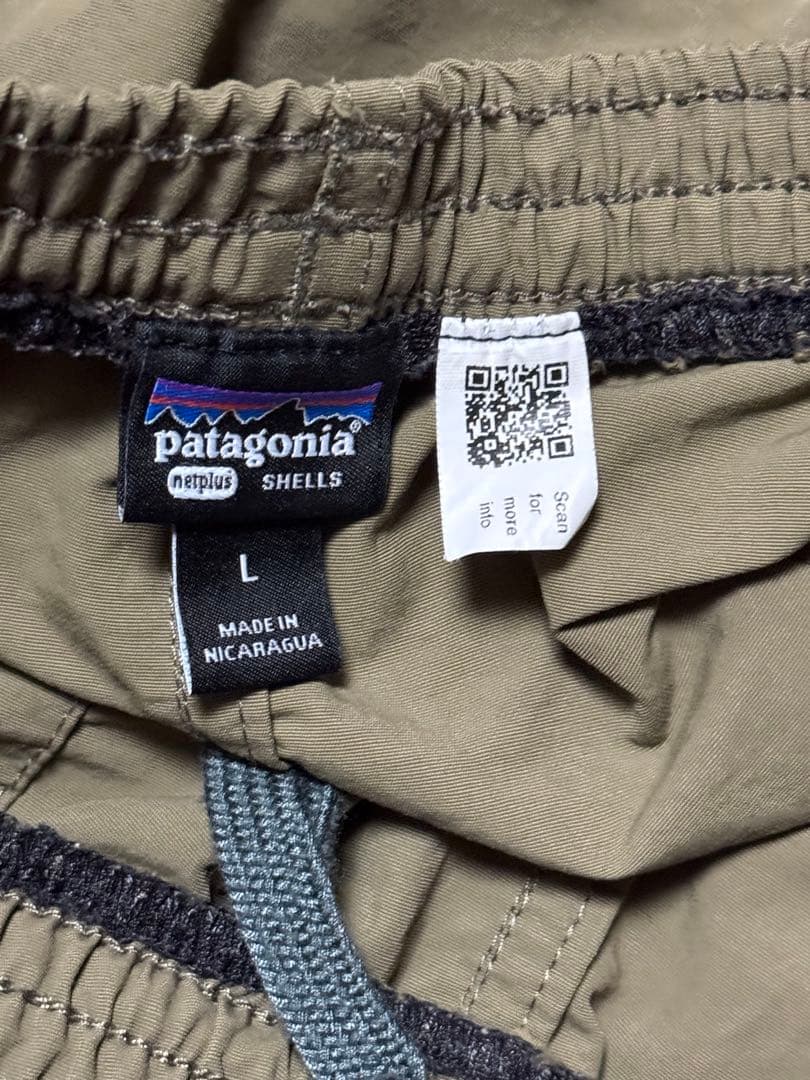 patagonia®
netplus® SHELLS
L
MADE IN
NICARAGUA
Scan
for
more
info